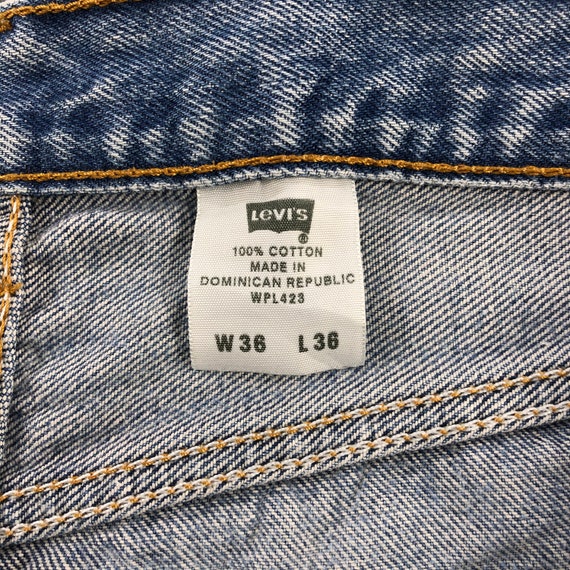 LEVI'S
®
100% COTTON
MADE IN
DOMINICAN REPUBLIC
WPL423
W36 L36